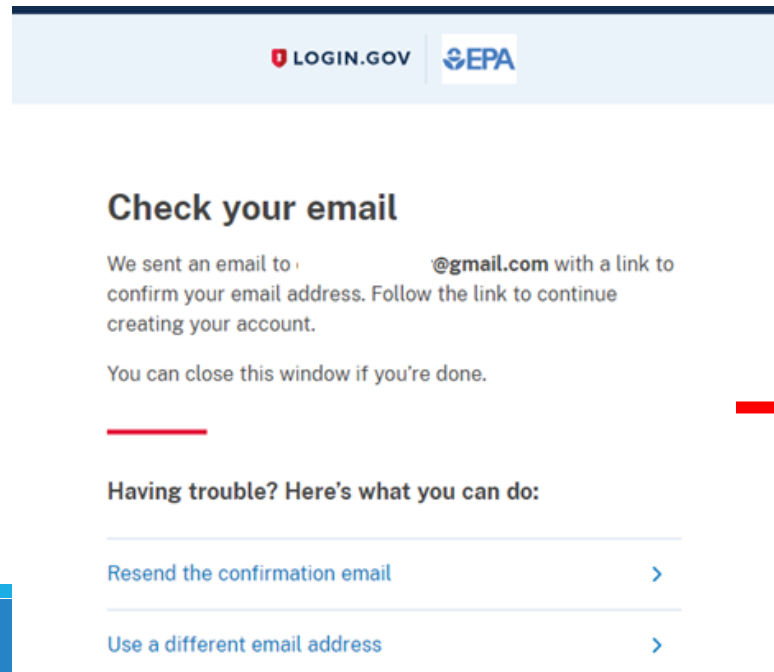 LOGIN.GOV EPA
Check your email
We sent an email to @gmail.com with a link to
confirm your email address. Follow the link to continue
creating your account.
You can close this window if you’re done.
Having trouble? Here’s what you can do:
Resend the confirmation email
Use a different email address